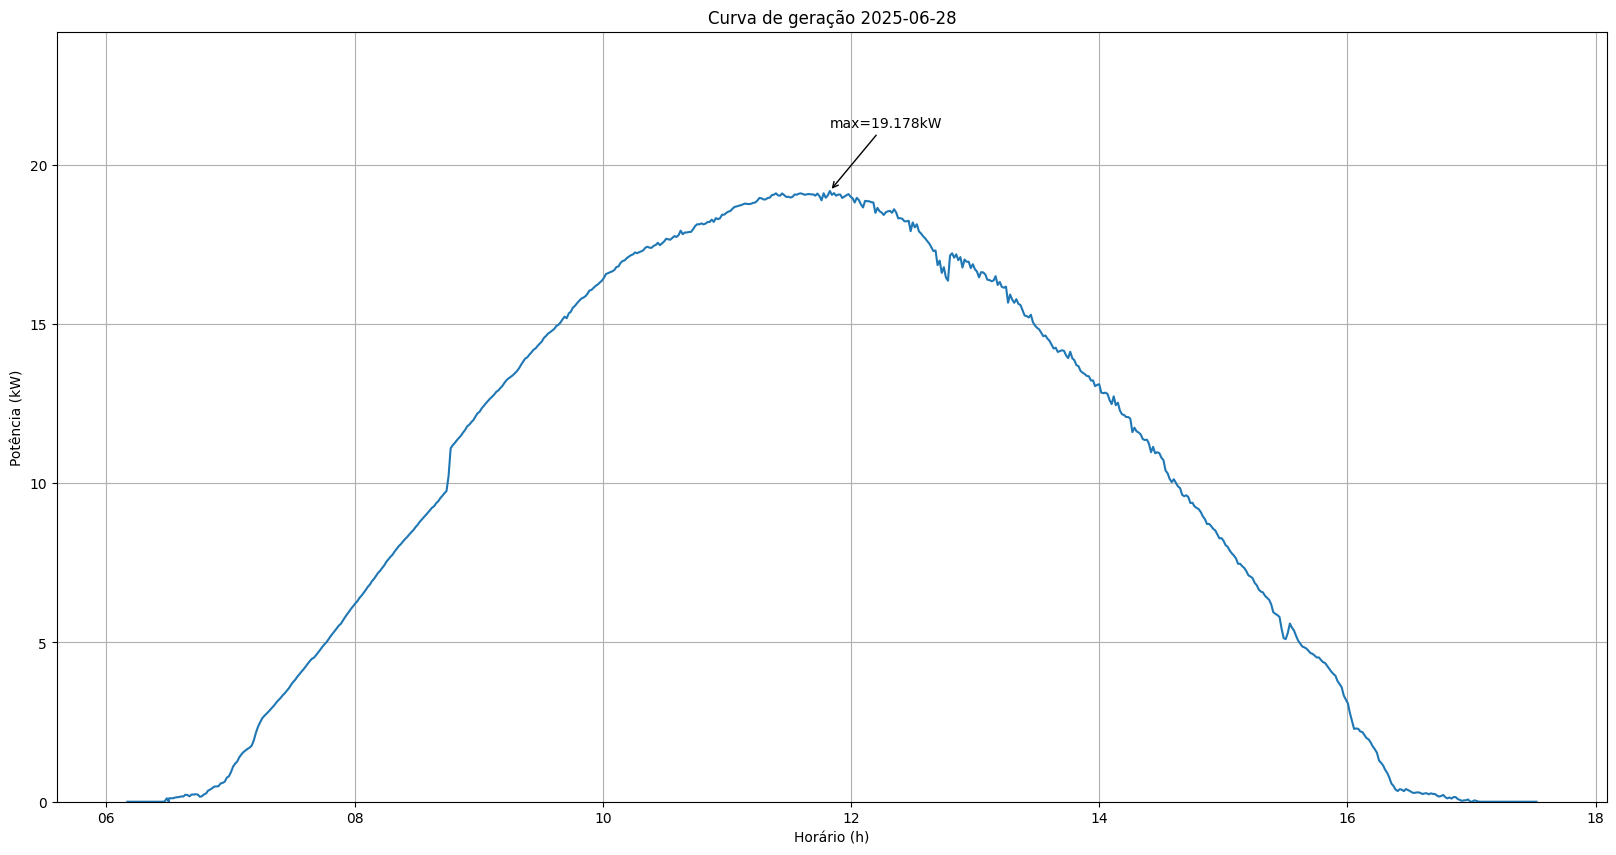 Curva de geração 2025-06-28
max=19.178kW
20
15
10
5
0
Potência (kW)
06 08 10 12 14 16 18
Horário (h)